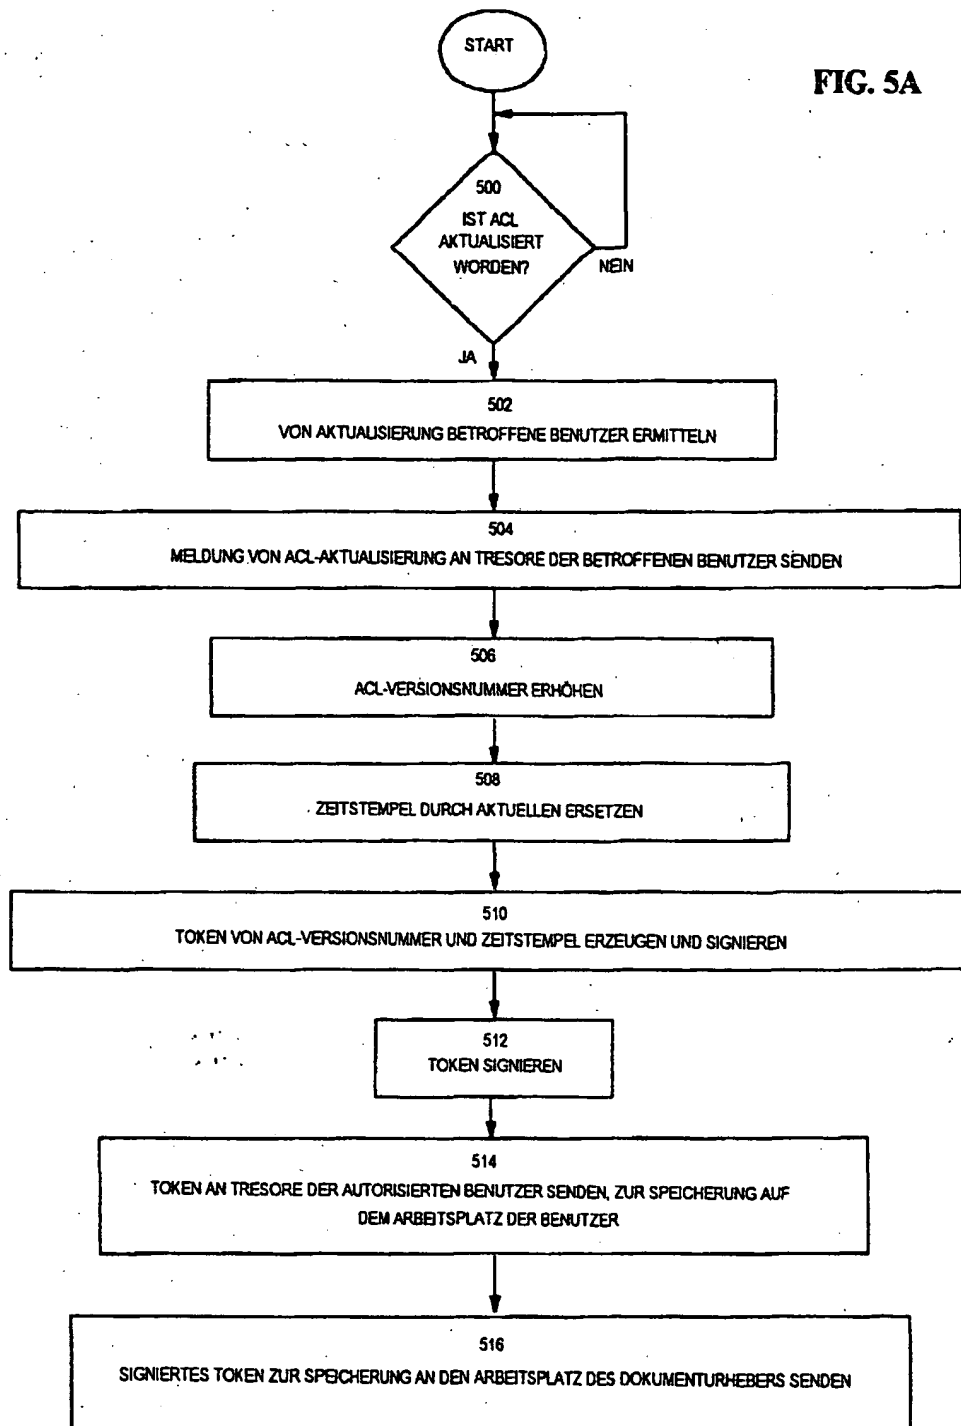 START
FIG. 5A
500
IST ACL
AKTUALISIERT
WORDEN?
NEIN
JA
502
VON AKTUALISIERUNG BETROFFENE BENUTZER ERMITTELN
504
MELDUNG VON ACL-AKTUALISIERUNG AN TRESORE DER BETROFFENEN BENUTZER SENDEN
506
ACL-VERSIONSNUMMER ERHÖHEN
508
ZEITSTEMPEL DURCH AKTUELLEN ERSETZEN
510
TOKEN VON ACL-VERSIONSNUMMER UND ZEITSTEMPEL ERZEUGEN UND SIGNIEREN
512
TOKEN SIGNIEREN
514
TOKEN AN TRESORE DER AUTORISIERTEN BENUTZER SENDEN, ZUR SPEICHERUNG AUF
DEM ARBEITSPLATZ DER BENUTZER
516
SIGNIERTES TOKEN ZUR SPEICHERUNG AN DEN ARBEITSPLATZ DES DOKUMENTURHEBERS SENDEN